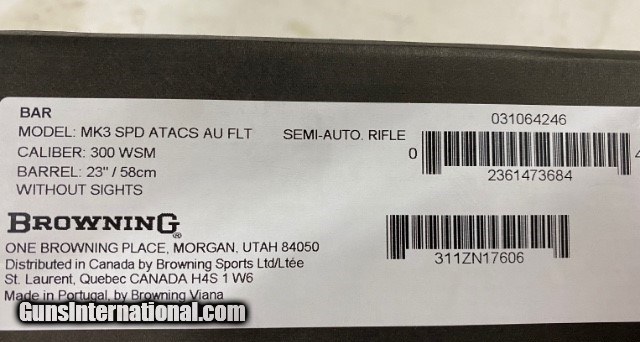 BAR
MODEL: MK3 SPD ATACS AU FLT SEMI-AUTO. RIFLE
CALIBER: 300 WSM
BARREL: 23" / 58cm
WITHOUT SIGHTS
031064246
0 4
2361473684
BROWNING®
ONE BROWNING PLACE, MORGAN, UTAH 84050
Distributed in Canada by Browning Sports Ltd/Ltée
St. Laurent, Quebec CANADA H4S 1 W6
Made in Portugal, by Browning Viana
311ZN17606
GunsInternational.com